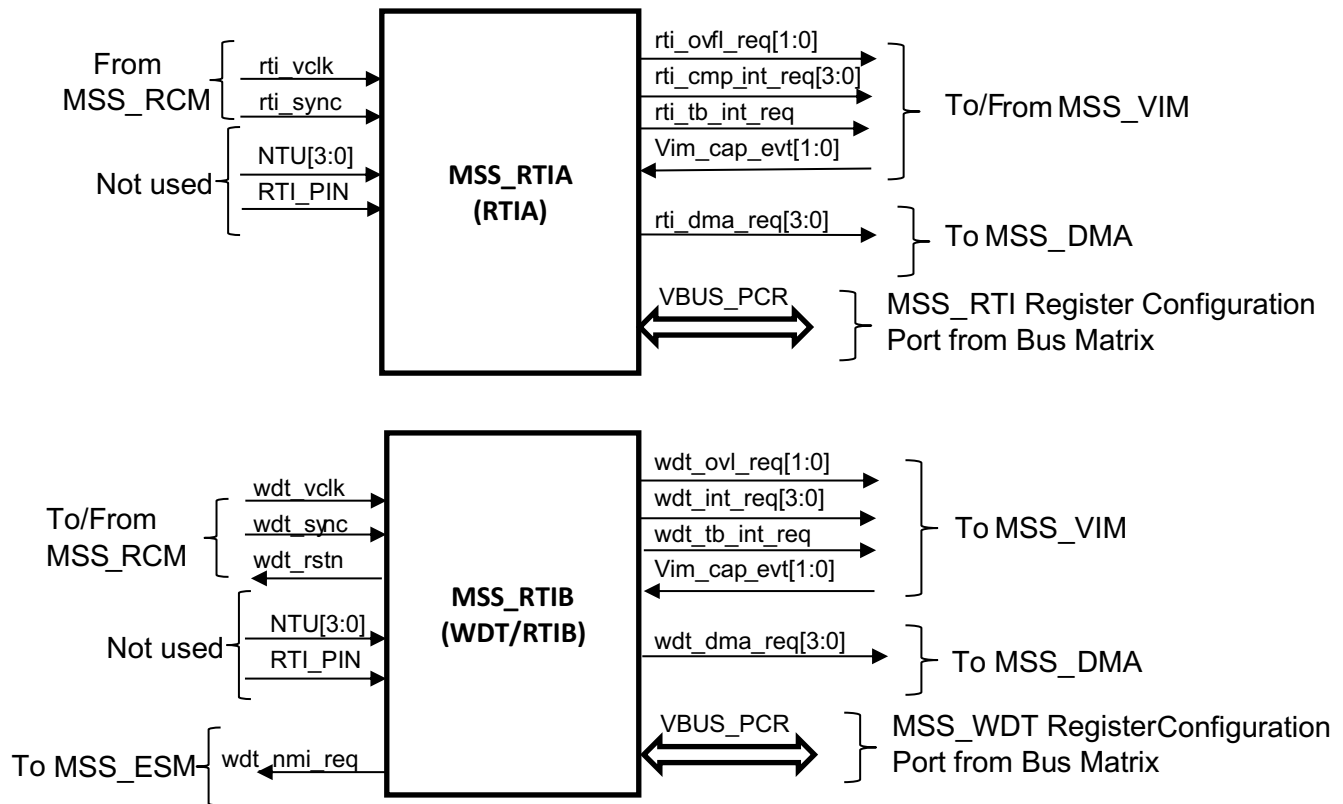 From
MSS_RCM
rti_vclk
rti_sync
Not used
NTU[3:0]
RTI_PIN
MSS_RTIA
(RTIA)
rti_ovfl_req[1:0]
rti_cmp_int_req[3:0]
rti_tb_int_req
Vim_cap_evt[1:0]
To/From MSS_VIM
rti_dma_req[3:0]
To MSS_DMA
VBUS_PCR
MSS_RTI Register Configuration
Port from Bus Matrix
To/From
MSS_RCM
wdt_vclk
wdt_sync
wdt_rstn
Not used
NTU[3:0]
RTI_PIN
To MSS_ESM
wdt_nmi_req
MSS_RTIB
(WDT/RTIB)
wdt_ovl_req[1:0]
wdt_int_req[3:0]
wdt_tb_int_req
Vim_cap_evt[1:0]
To MSS_VIM
wdt_dma_req[3:0]
To MSS_DMA
VBUS_PCR
MSS_WDT RegisterConfiguration
Port from Bus Matrix